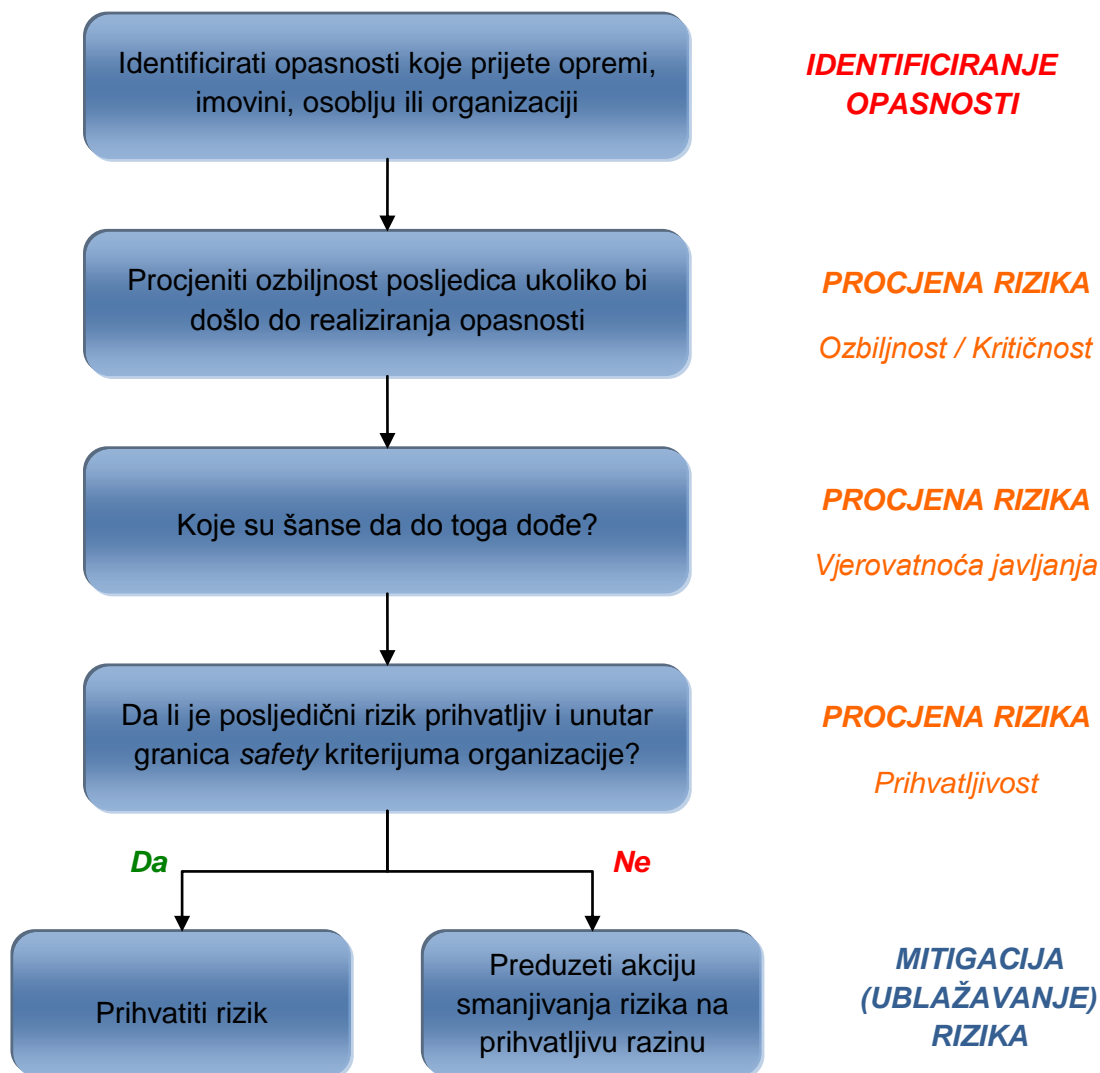 Identificirati opasnosti koje prijete opremi,
imovini, osoblju ili organizaciji
IDENTIFICIRANJE
OPASNOSTI
Procjeniti ozbiljnost posljedica ukoliko bi
došlo do realiziranja opasnosti
PROCJENA RIZIKA
Ozbiljnost / Kritičnost
Koje su šanse da do toga dođe?
PROCJENA RIZIKA
Vjerovatnoća javljanja
Da li je posljedični rizik prihvatljiv i unutar
granica safety kriterijuma organizacije?
PROCJENA RIZIKA
Prihvatljivost
Da
Ne
Prihvatiti rizik
Preduzeti akciju
smanjivanja rizika na
prihvatljivu razinu
MITIGACIJA
(UBLAŽAVANJE)
RIZIKA